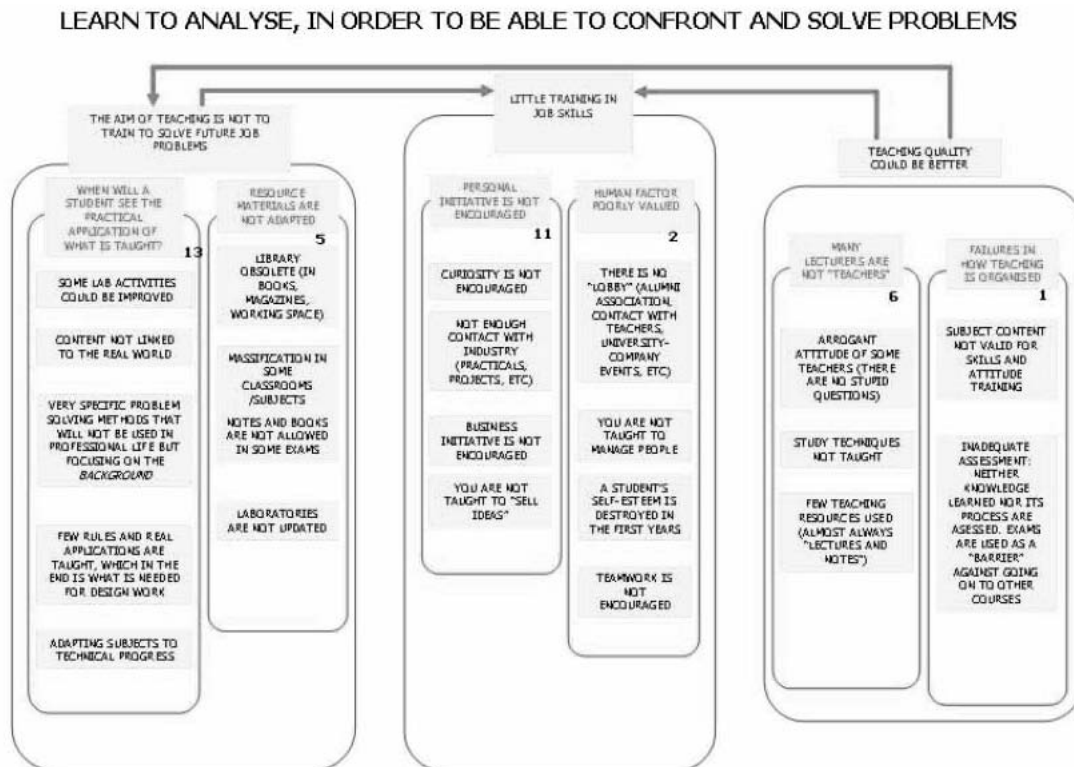 LEARN TO ANALYSE, IN ORDER TO BE ABLE TO CONFRONT AND SOLVE PROBLEMS
THE AIM OF TEACHING IS NOT TO
TRAIN TO SOLVE FUTURE JOB
PROBLEMS
WHEN WILL A
STUDENT SEE THE
PRACTICAL
APPLICATION OF
WHAT IS TAUGHT?
13
SOME LAB ACTIVITIES
COULD BE IMPROVED
CONTENT NOT LINKED
TO THE REAL WORLD
VERY SPECIFIC PROBLEM
SOLVING METHODS THAT
WILL NOT BE USED IN
PROFESSIONAL LIFE BUT
FOCUSING ON THE
BACKGROUND
FEW RULES AND REAL
APPLICATIONS ARE
TAUGHT, WHICH IN THE
END IS WHAT IS NEEDED
FOR DESIGN WORK
ADAPTING SUBJECTS TO
TECHNICAL PROGRESS
RESOURCE
MATERIALS ARE
NOT ADAPTED
5
LIBRARY
OBSOLETE (IN
BOOKS,
MAGAZINES,
WORKING SPACE)
MASSIFICATION IN
SOME
CLASSROOMS
/SUBJECTS
NOTES AND BOOKS
ARE NOT ALLOWED
IN SOME EXAMS
LABORATORIES
ARE NOT UPDATED
LITTLE TRAINING IN
JOB SKILLS
PERSONAL
INITIATIVE IS NOT
ENCOURAGED
11
CURIOSITY IS NOT
ENCOURAGED
NOT ENOUGH
CONTACT WITH
INDUSTRY
(PRACTICALS,
PROJECTS, ETC)
BUSINESS
INITIATIVE IS NOT
ENCOURAGED
YOU ARE NOT
TAUGHT TO "SELL
IDEAS"
HUMAN FACTOR
POORLY VALUED
2
THERE IS NO
"LOBBY" (ALUMNI
ASSOCIATION,
CONTACT WITH
TEACHERS,
UNIVERSITY-
COMPANY
EVENTS, ETC)
YOU ARE NOT
TAUGHT TO
MANAGE PEOPLE
A STUDENT'S
SELF-ESTEEM IS
DESTROYED IN
THE FIRST YEARS
TEAMWORK IS
NOT
ENCOURAGED
TEACHING QUALITY
COULD BE BETTER
MANY
LECTURERS ARE
NOT "TEACHERS"
6
ARROGANT
ATTITUDE OF SOME
TEACHERS (THERE
ARE NO STUPID
QUESTIONS)
STUDY TECHNIQUES
NOT TAUGHT
FEW TEACHING
RESOURCES USED
(ALMOST ALWAYS
"LECTURES AND
NOTES")
FAILURES IN
HOW TEACHING
IS ORGANISED
1
SUBJECT CONTENT
NOT VALID FOR
SKILLS AND
ATTITUDE
TRAINING
INADEQUATE
ASSESSMENT:
NEITHER
KNOWLEDGE
LEARNED NOR ITS
PROCESS ARE
ASESSED. EXAMS
ARE USED AS A
"BARRIER"
AGAINST GOING
ON TO OTHER
COURSES